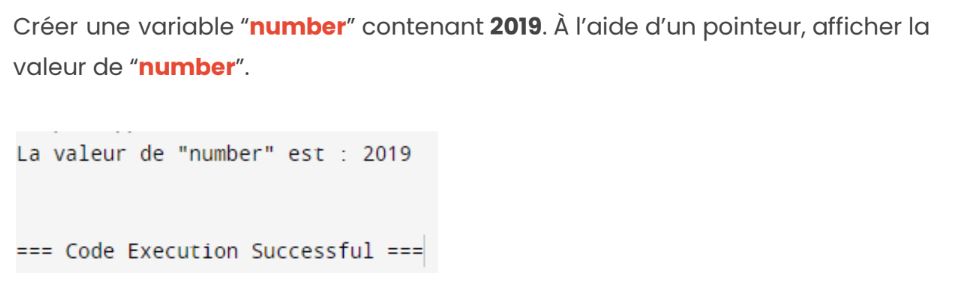 Créer une variable “number” contenant 2019. À l’aide d’un pointeur, afficher la
valeur de “number”.
La valeur de "number" est : 2019
=== Code Execution Successful ===